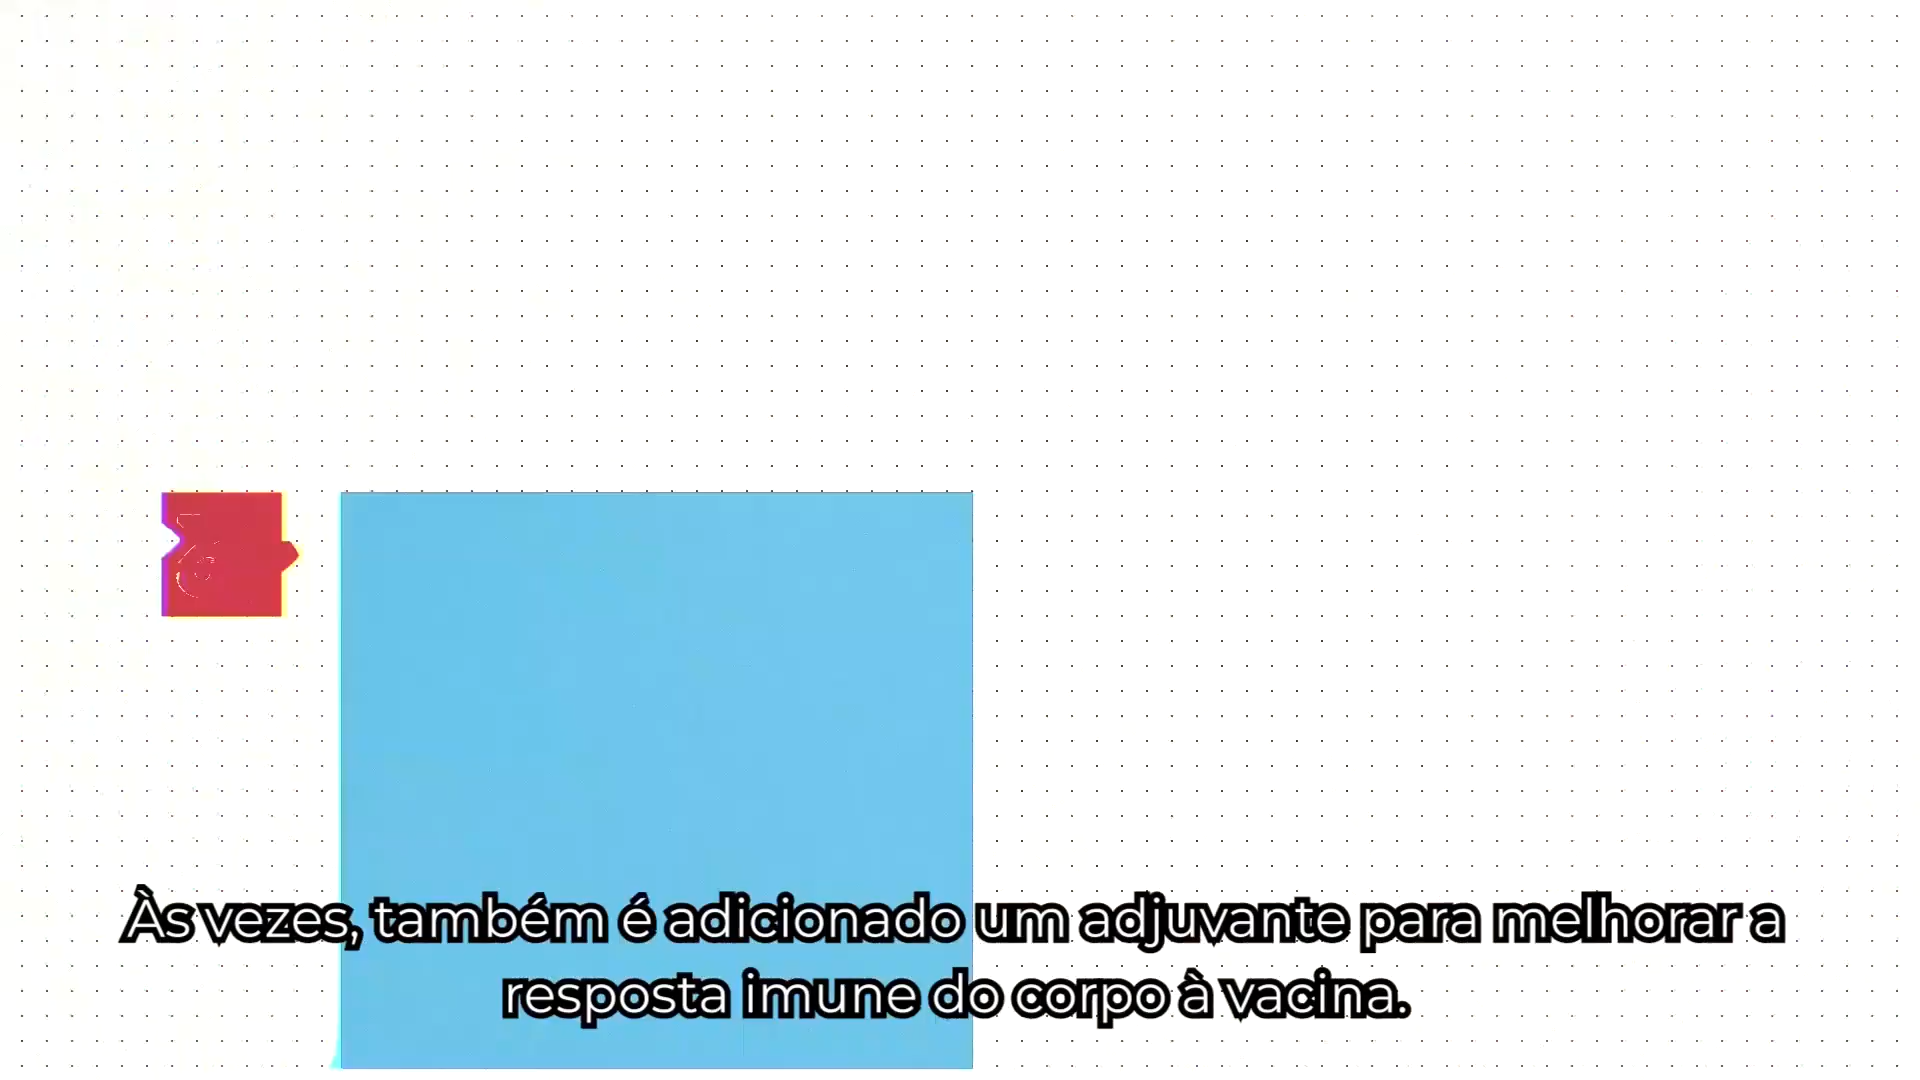 Às vezes, também é adicionado um adjuvante para melhorar a
resposta imune do corpo à vacina.